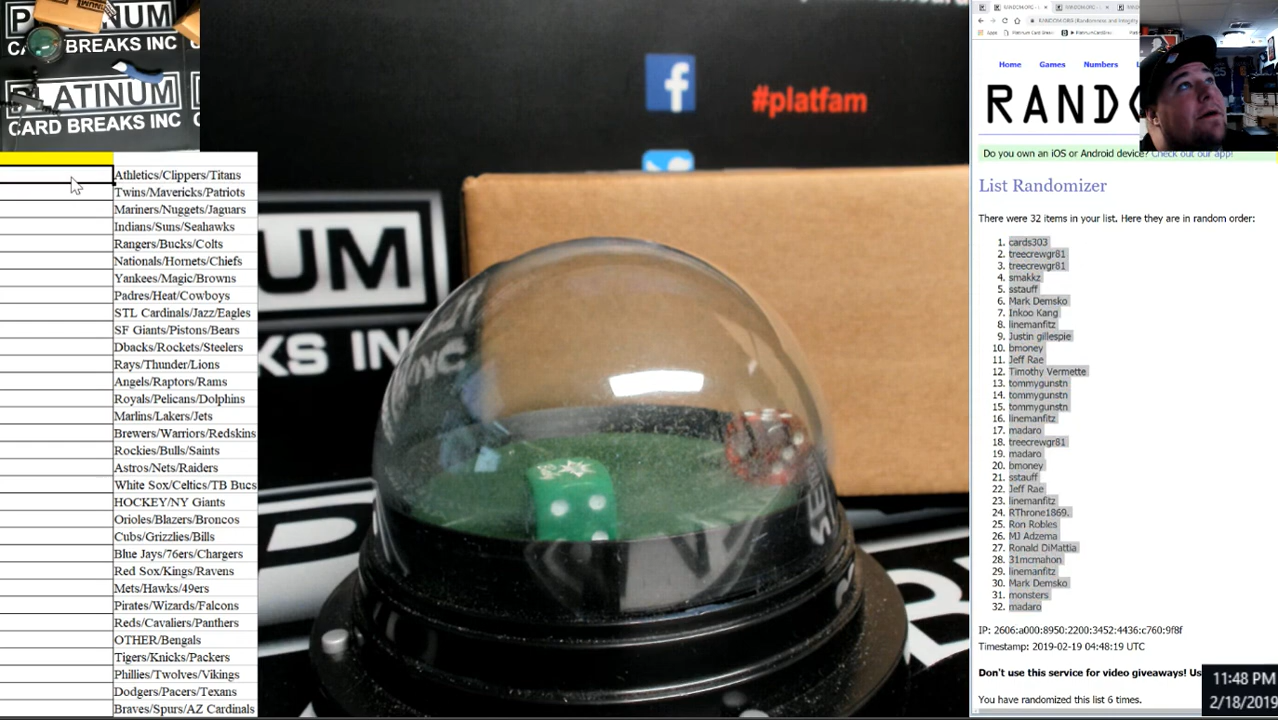 PLATINUM
CARD BREAKS INC
PLATINUM
CARD BREAKS INC
Athletics/Clippers/Titans
Twins/Mavericks/Patriots
Mariners/Nuggets/Jaguars
Indians/Suns/Seahawks
Rangers/Bucks/Colts
Nationals/Hornets/Chiefs
Yankees/Magic/Browns
Padres/Heat/Cowboys
STL Cardinals/Jazz/Eagles
SF Giants/Pistons/Bears
Dbacks/Rockets/Steelers
Rays/Thunder/Lions
Angels/Raptors/Rams
Royals/Pelicans/Dolphins
Marlins/Lakers/Jets
Brewers/Warriors/Redskins
Rockies/Bulls/Saints
Astros/Nets/Raiders
White Sox/Celtics/TB Bucs
HOCKEY/NY Giants
Orioles/Blazers/Broncos
Cubs/Grizzlies/Bills
Blue Jays/76ers/Chargers
Red Sox/Kings/Ravens
Mets/Hawks/49ers
Pirates/Wizards/Falcons
Reds/Cavaliers/Panthers
OTHER/Bengals
Tigers/Knicks/Packers
Phillies/Twolves/Vikings
Dodgers/Pacers/Texans
Braves/Spurs/AZ Cardinals
#platfam
UM
KS INC
Home Games Numbers
RANDO
Do you own an iOS or Android device? Check out our app!
List Randomizer
There were 32 items in your list. Here they are in random order:
1. cards303
2. treecrewgr81
3. treecrewgr81
4. smakkz
5. sstauff
6. Mark Demsko
7. Inkoo Kang
8. linemanfitz
9. Justin gillespie
10. bmoney
11. Jeff Rae
12. Timothy Vermette
13. tommygunstn
14. tommygunstn
15. tommygunstn
16. linemanfitz
17. madaro
18. treecrewgr81
19. madaro
20. bmoney
21. sstauff
22. Jeff Rae
23. linemanfitz
24. RThrone1869.
25. Ron Robles
26. MJ Adzema
27. Ronald DiMattia
28. 31mcmahon
29. linemanfitz
30. Mark Demsko
31. monsters
32. madaro
IP: 2606:a000:8950:2200:3452:4436:c760:9f8f
Timestamp: 2019-02-19 04:48:19 UTC
Don't use this service for video giveaways! Us
You have randomized this list 6 times.
11:48 PM
2/18/2019